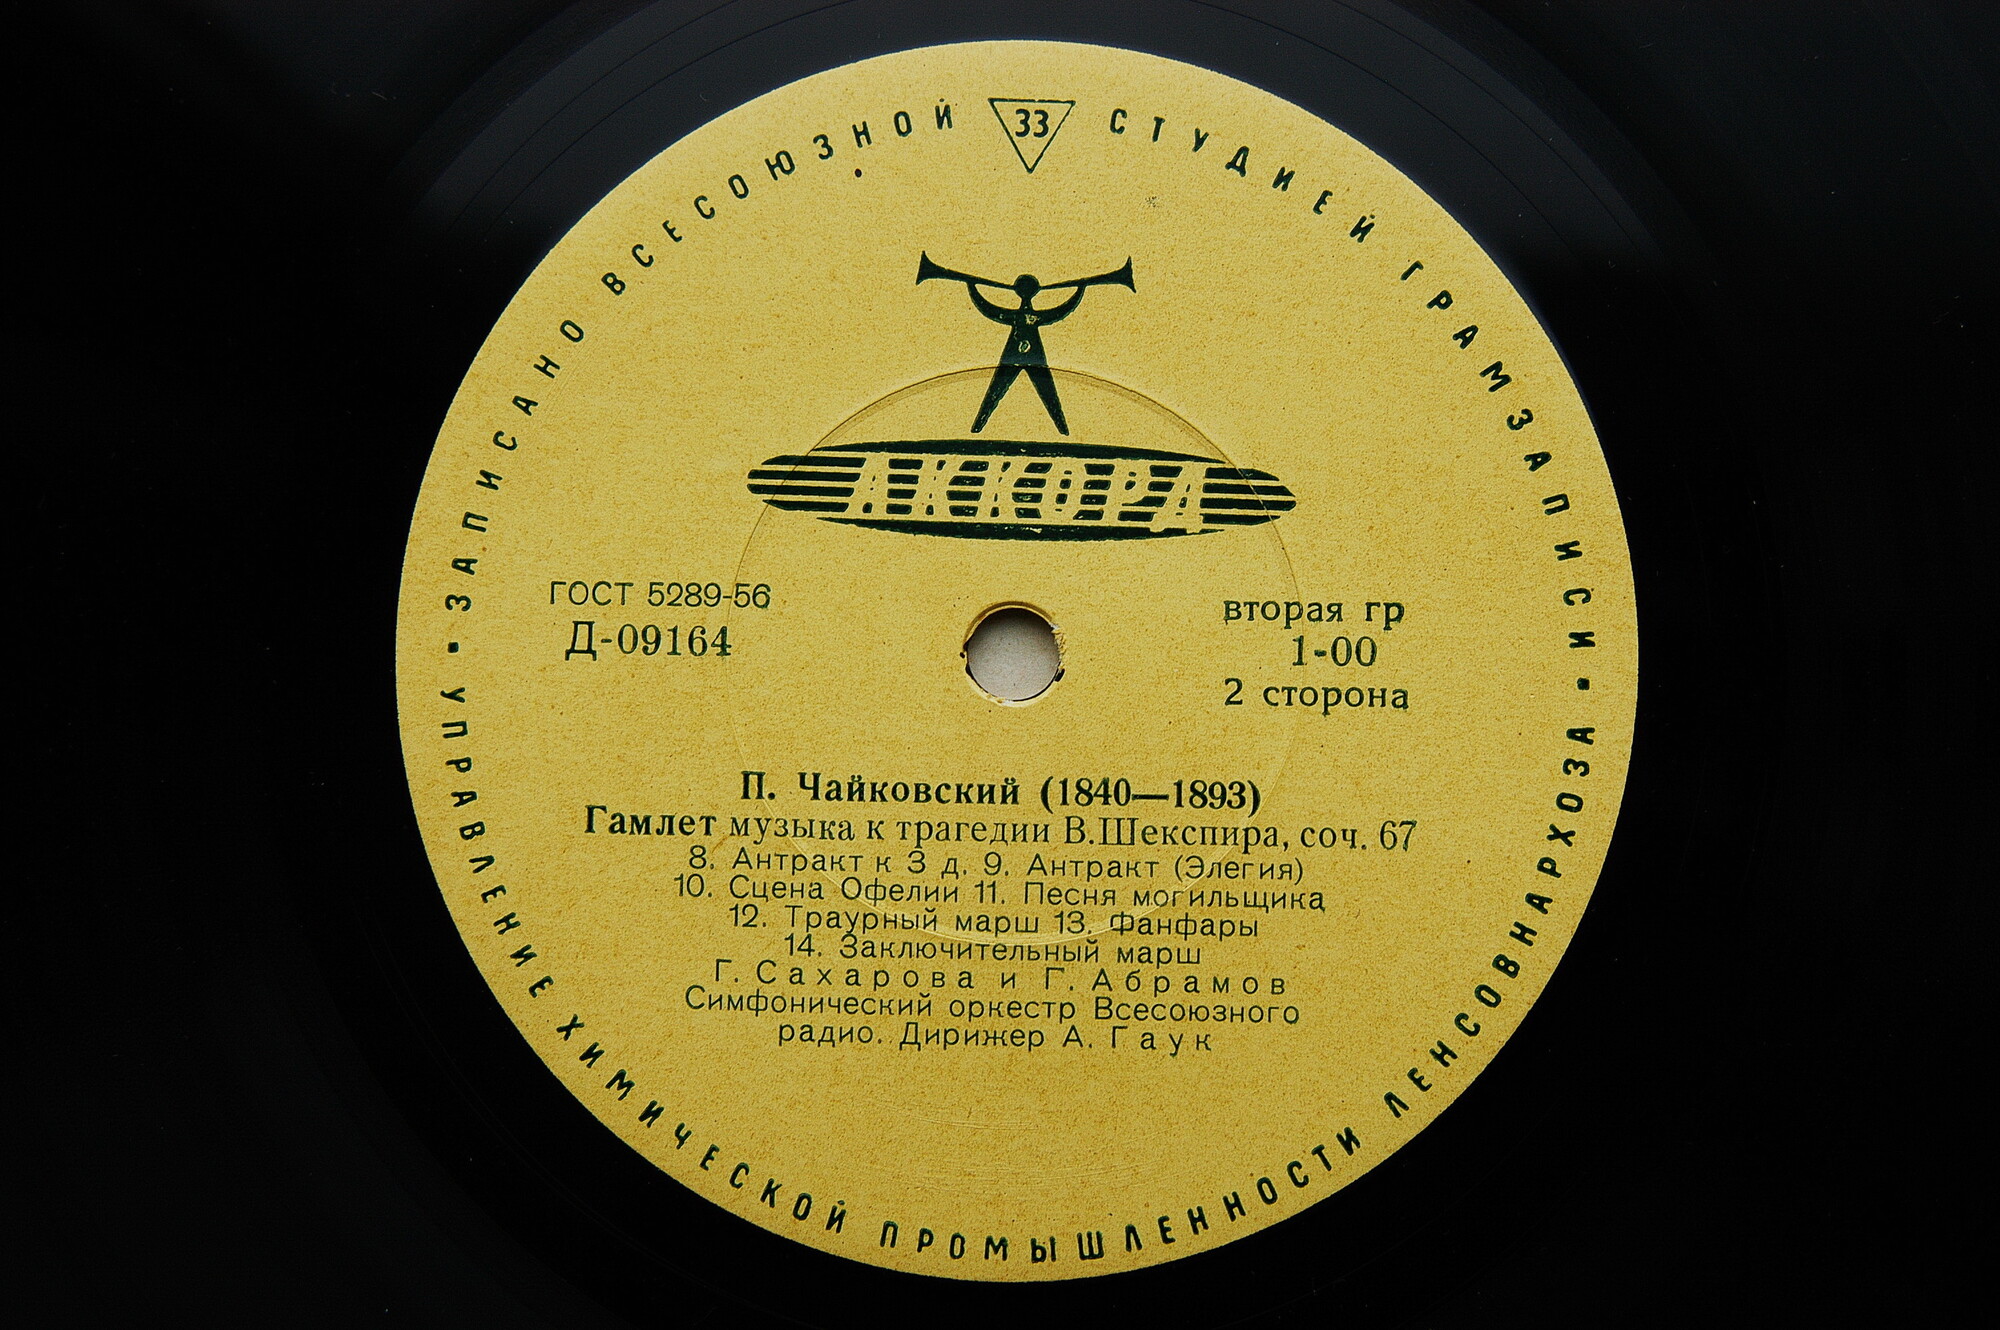 ЗАПИСАНО ВСЕСОЮЗНОЙ СТУДИЕЙ ГРАМЗАПИСИ
33
АККОРД
ГОСТ 5289-56
Д-09164
вторая гр
1-00
2 сторона
П. Чайковский (1840—1893)
Гамлет музыка к трагедии В.Шекспира, соч. 67
8. Антракт к 3 д. 9. Антракт (Элегия)
10. Сцена Офелии 11. Песня могильщика
12. Траурный марш 13. Фанфары
14. Заключительный марш
Г. Сахарова и Г. Абрамов
Симфонический оркестр Всесоюзного
радио. Дирижер А. Гаук
УПРАВЛЕНИЕ ХИМИЧЕСКОЙ ПРОМЫШЛЕННОСТИ ЛЕНСОВНАРХОЗА